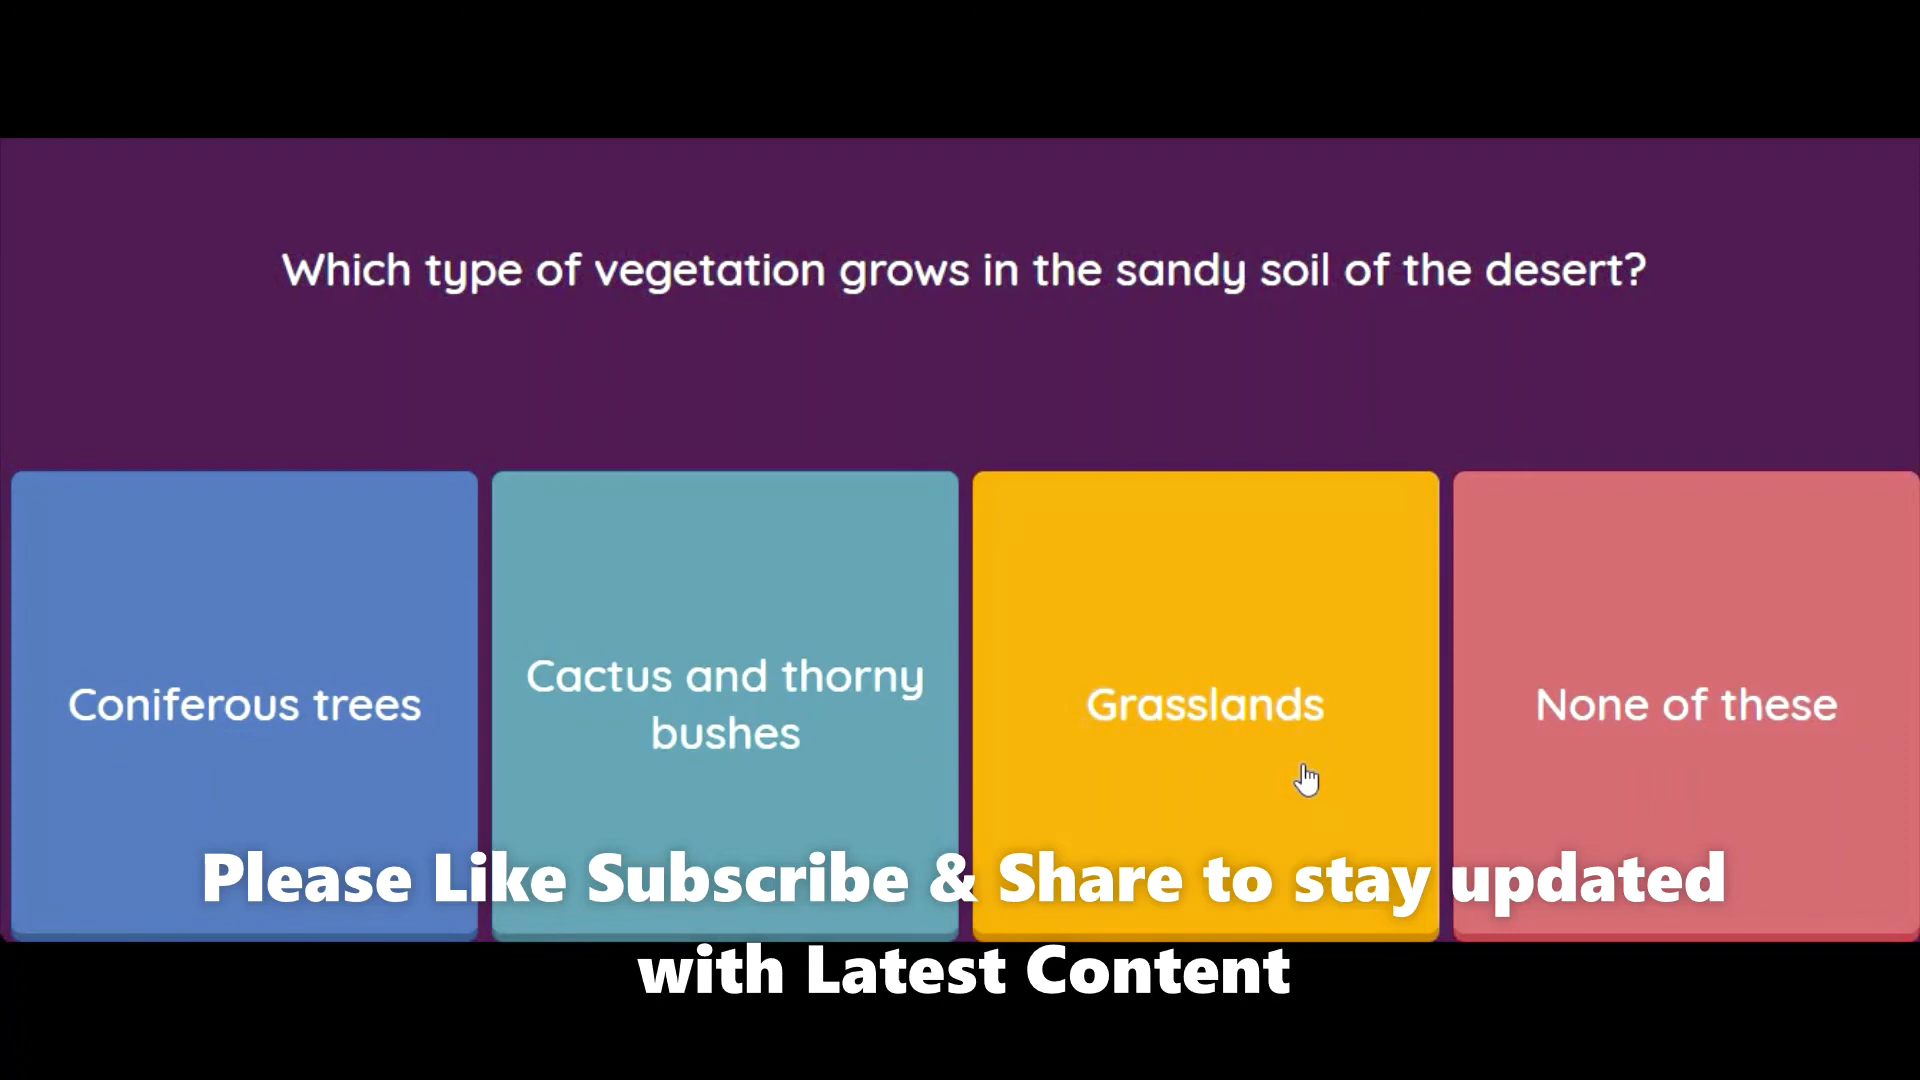 Which type of vegetation grows in the sandy soil of the desert?
Coniferous trees
Cactus and thorny
bushes
Grasslands
None of these
Please Like Subscribe & Share to stay updated
with Latest Content